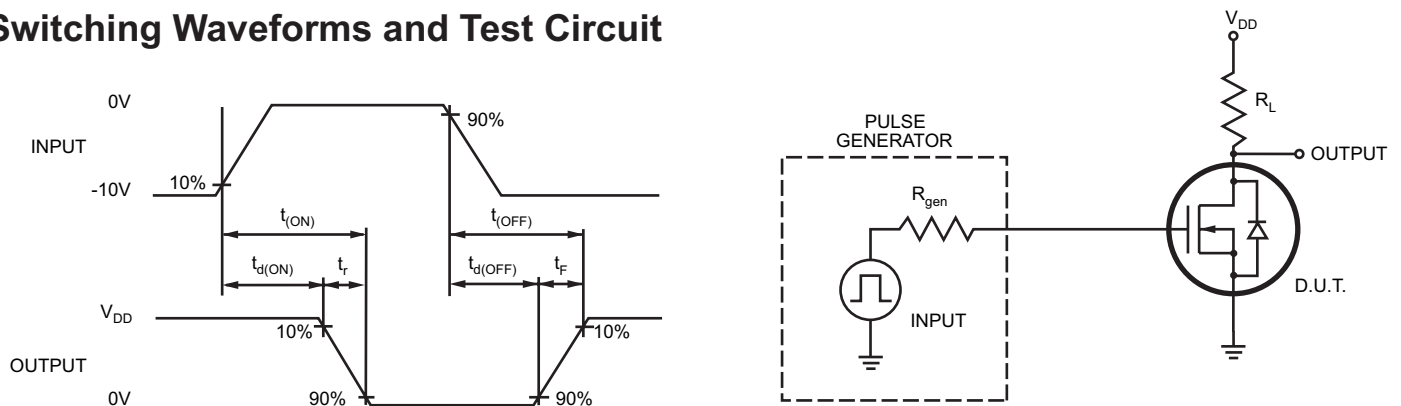 Switching Waveforms and Test Circuit
0V
INPUT
-10V
10%
90%
t(ON)
t(OFF)
td(ON)
tr
td(OFF)
tF
VDD
OUTPUT
0V
10%
90%
10%
90%
VDD
RL
OUTPUT
PULSE
GENERATOR
Rgen
INPUT
D.U.T.